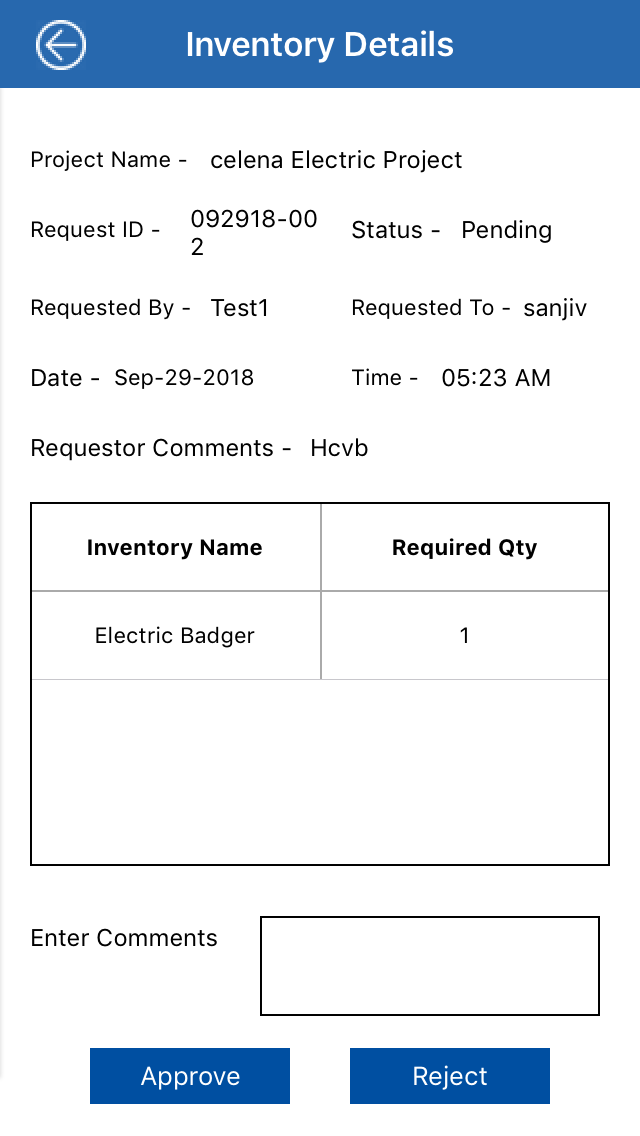 Inventory Details
Project Name - celena Electric Project
Request ID - 092918-00
2
Status - Pending
Requested By - Test1
Requested To - sanjiv
Date - Sep-29-2018
Time - 05:23 AM
Requestor Comments - Hcvb
Inventory Name
Required Qty
Electric Badger
1
Enter Comments
Approve
Reject